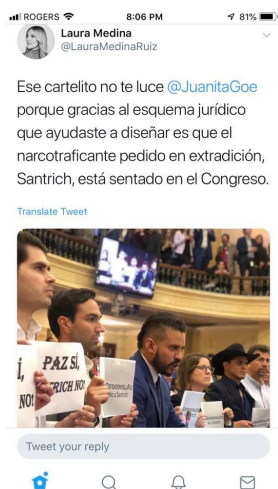 ROGERS 8:06 PM 81%
Laura Medina
@LauraMedinaRuiz
Ese cartelito no te luce @JuanitaGoe
porque gracias al esquema jurídico
que ayudaste a diseñar es que el
narcotraficante pedido en extradición,
Santrich, está sentado en el Congreso.
Translate Tweet
Í,
NO!
PAZ SÍ,
TRICH NO!
Tweet your reply